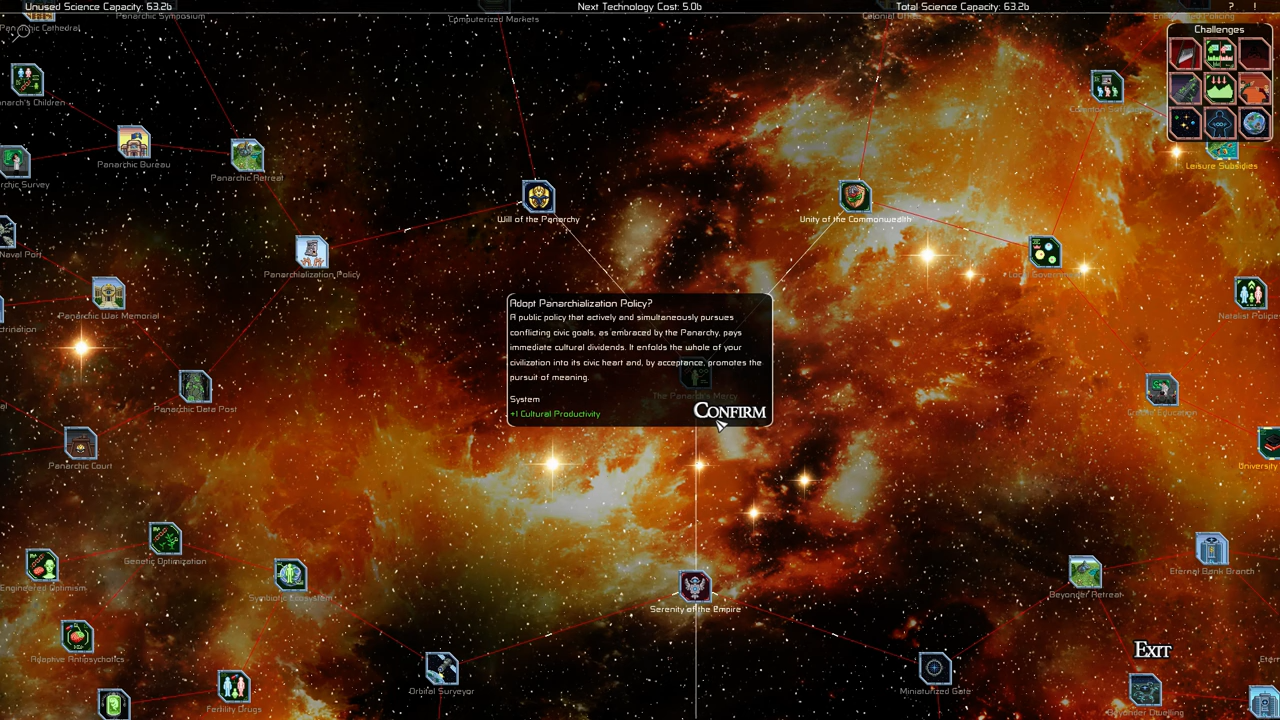 Unused Science Capacity: 63.2b
Next Technology Cost: 5.0b
Total Science Capacity: 63.2b
? !
Panarchic Symposium
Computerized Markets
Colonial Office
Panarchic Cathedral
Challenges
Panarch's Children
Panarchic Bureau
Leisure Subsidies
Panarchic Retreat
Will of the Panarchy
Unity of the Commonwealth
Naval Port
Panarchialization Policy
Panarchic War Memorial
Natalist Policies
Adopt Panarchialization Policy?
A public policy that actively and simultaneously pursues
conflicting civic goals, as embraced by the Panarchy, pays
immediate cultural dividends. It enfolds the whole of your
civilization into its civic heart and, by acceptance, promotes the
pursuit of meaning.
System
+1 Cultural Productivity
Confirm
Panarchic Data Post
Panarchic Court
University
Genetic Optimization
Eternal Bank Branch
Engineered Optimism
Symbiotic Ecosystem
Beyonder Retreat
Serenity of the Empire
Adaptive Antipsychotics
Exit
Orbital Surveyor
Miniaturized Gate
Fertility Drugs
Beyonder Dwelling